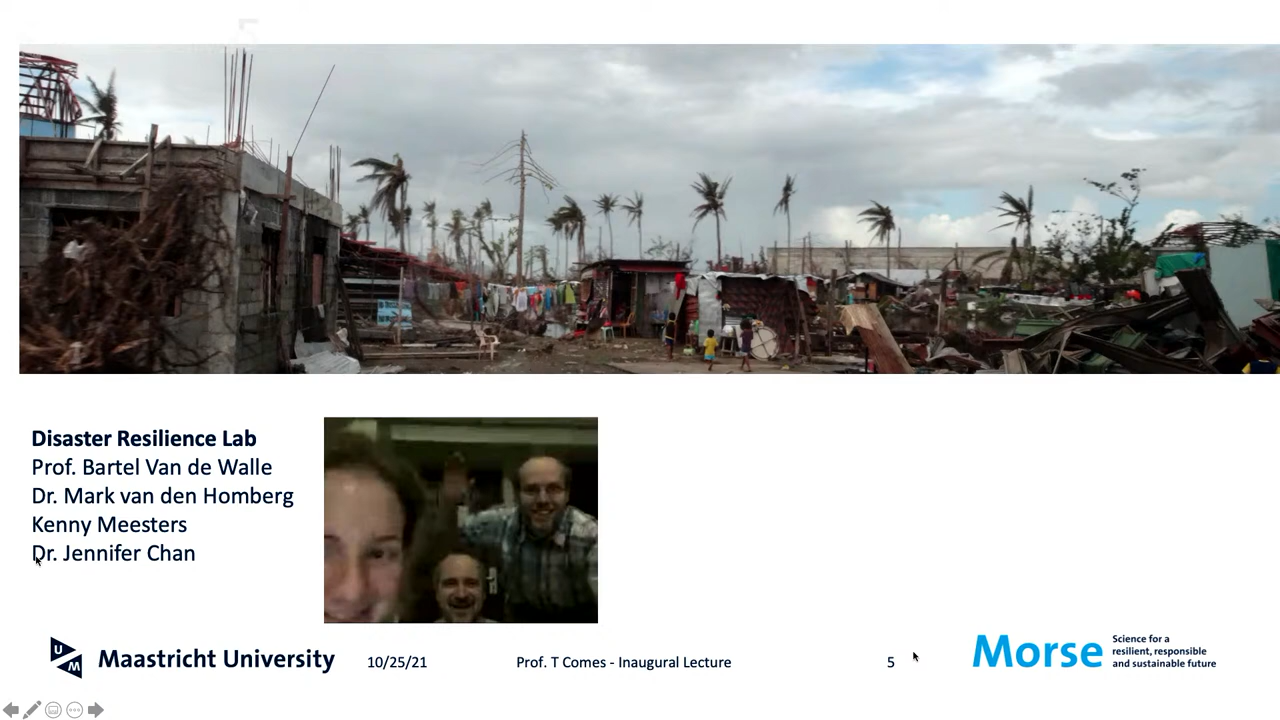 Disaster Resilience Lab
Prof. Bartel Van de Walle
Dr. Mark van den Homberg
Kenny Meesters
Dr. Jennifer Chan
UM
Maastricht University
10/25/21
Prof. T Comes - Inaugural Lecture
5
Morse
Science for a
resilient, responsible
and sustainable future